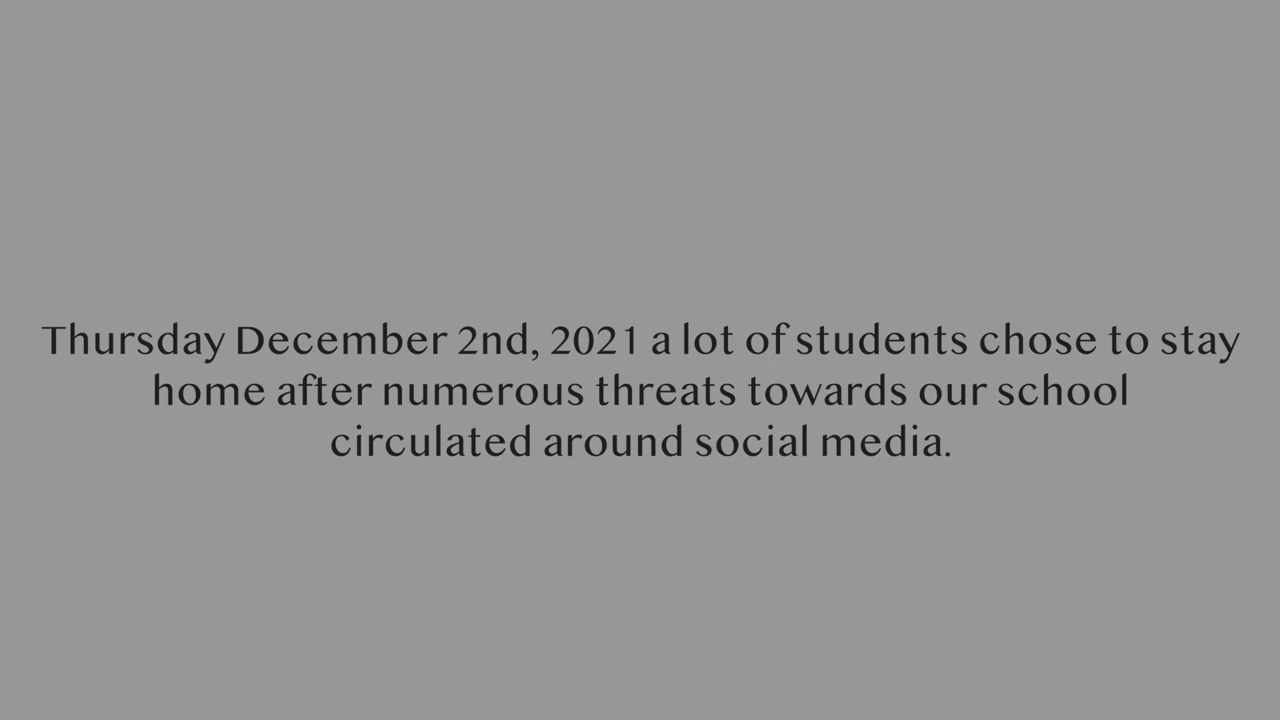 Thursday December 2nd, 2021 a lot of students chose to stay
home after numerous threats towards our school
circulated around social media.